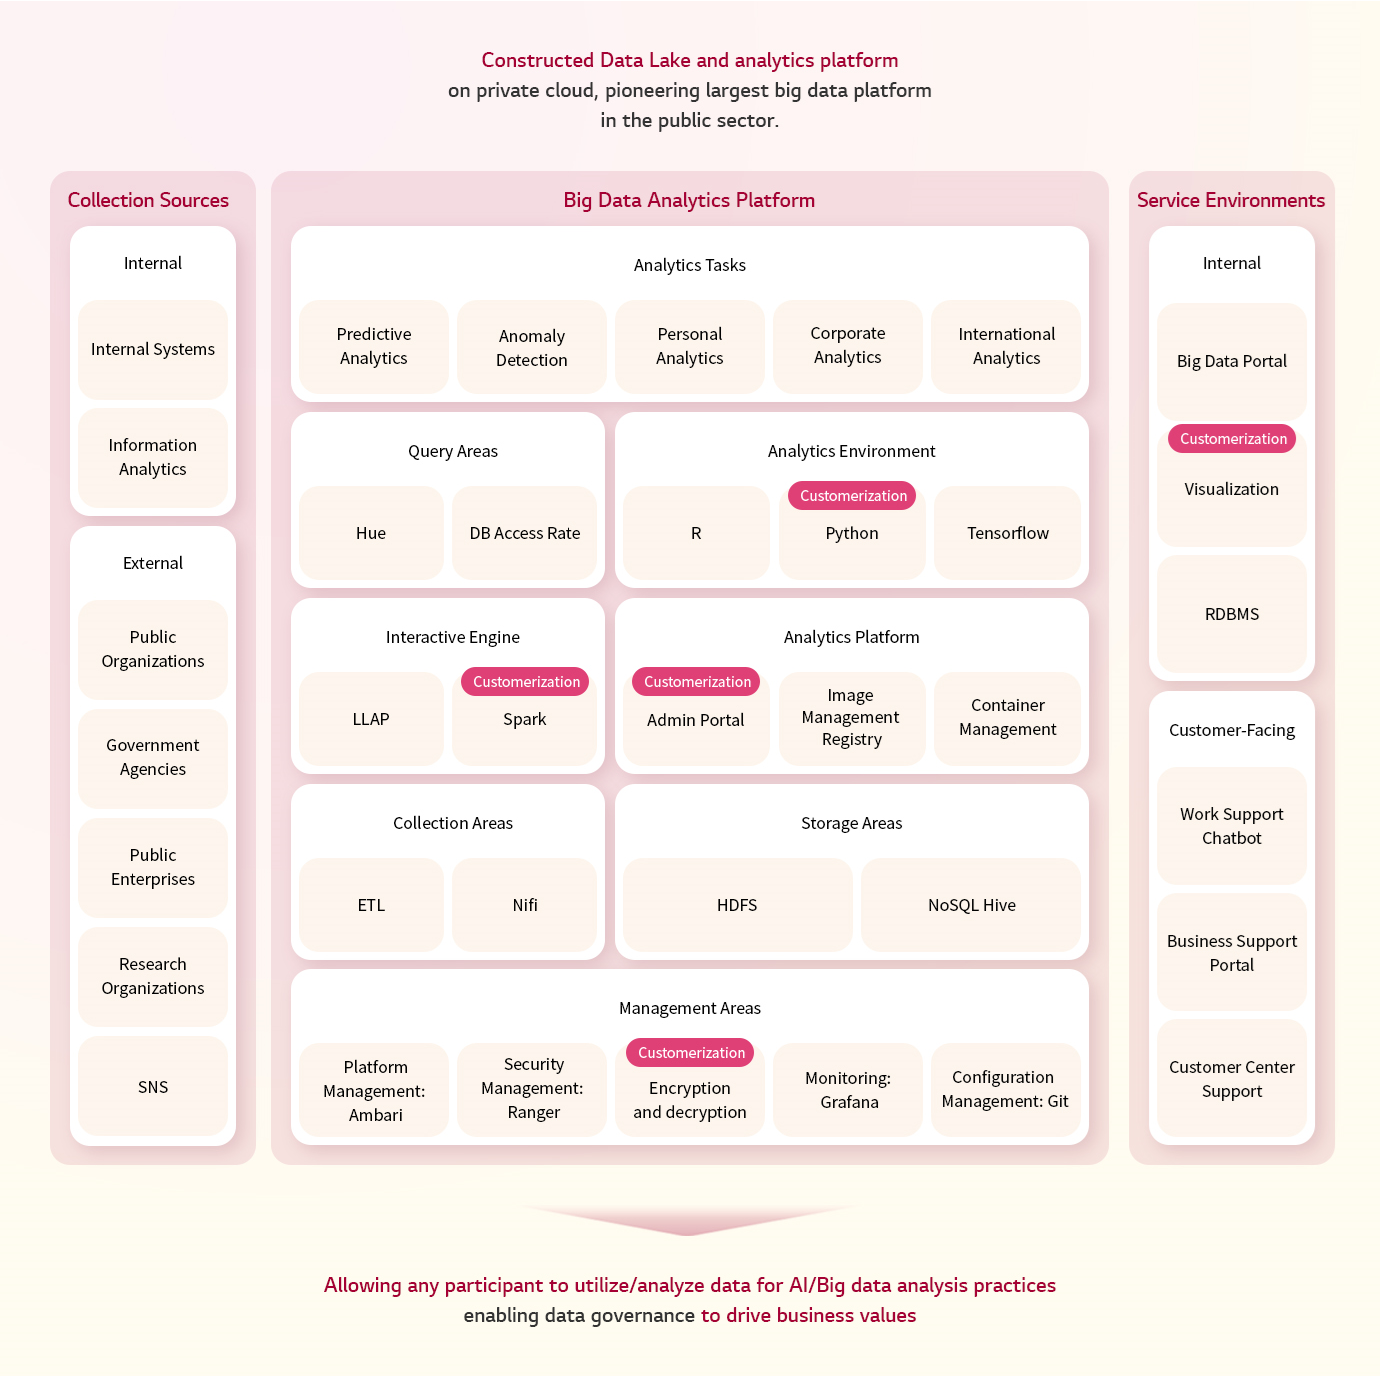 Constructed Data Lake and analytics platform
on private cloud, pioneering largest big data platform
in the public sector.
Collection Sources
Internal
Internal Systems
Information
Analytics
External
Public
Organizations
Government
Agencies
Public
Enterprises
Research
Organizations
SNS
Big Data Analytics Platform
Analytics Tasks
Predictive
Analytics
Anomaly
Detection
Personal
Analytics
Corporate
Analytics
International
Analytics
Query Areas
Hue
DB Access Rate
Analytics Environment
R
Customerization
Python
Tensorflow
Interactive Engine
LLAP
Customerization
Spark
Analytics Platform
Customerization
Admin Portal
Image
Management
Registry
Container
Management
Collection Areas
ETL
Nifi
Storage Areas
HDFS
NoSQL Hive
Management Areas
Platform
Management:
Ambari
Security
Management:
Ranger
Customerization
Encryption
and decryption
Monitoring:
Grafana
Configuration
Management: Git
Service Environments
Internal
Big Data Portal
Customerization
Visualization
RDBMS
Customer-Facing
Work Support
Chatbot
Business Support
Portal
Customer Center
Support
Allowing any participant to utilize/analyze data for AI/Big data analysis practices
enabling data governance to drive business values